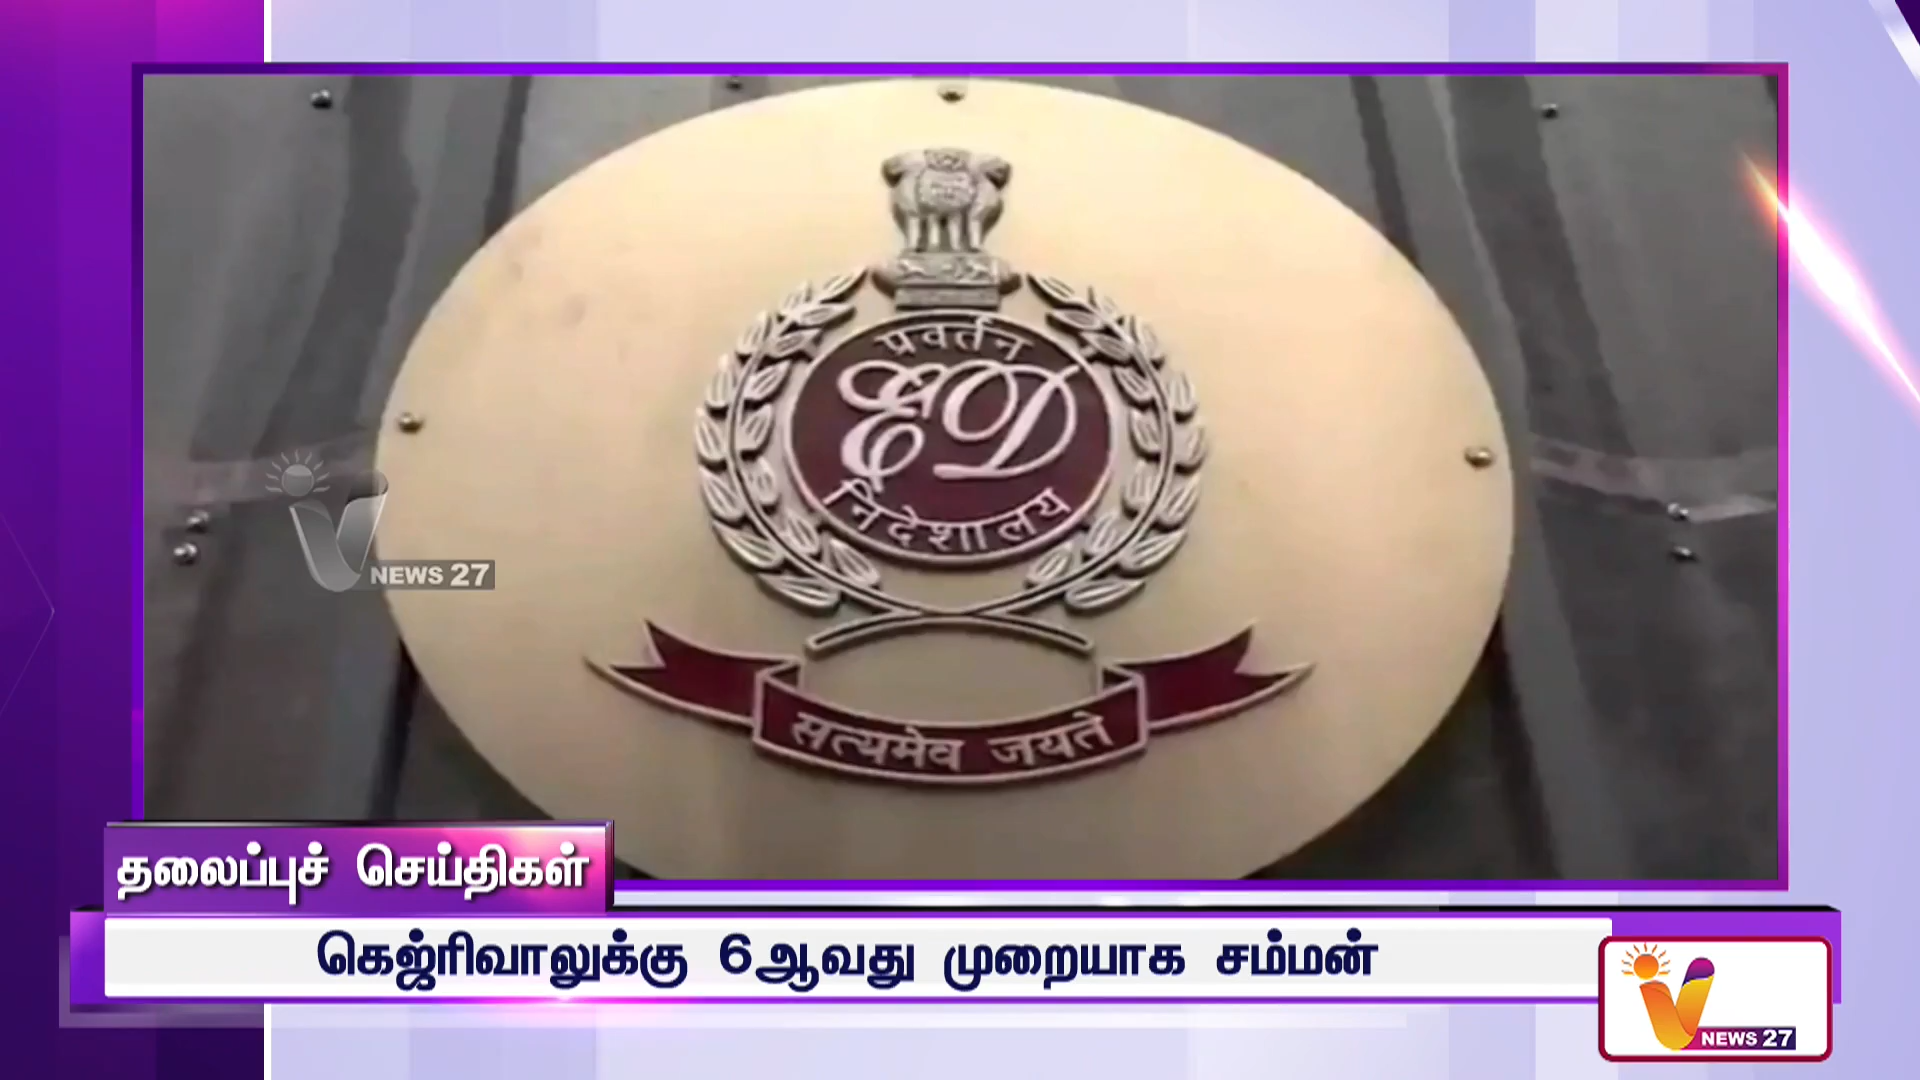 प्रवर्तन
ED
निदेशालय
सत्यमेव जयते
NEWS 27
தலைப்புச் செய்திகள்
கெஜ்ரிவாலுக்கு 6ஆவது முறையாக சம்மன்
NEWS 27